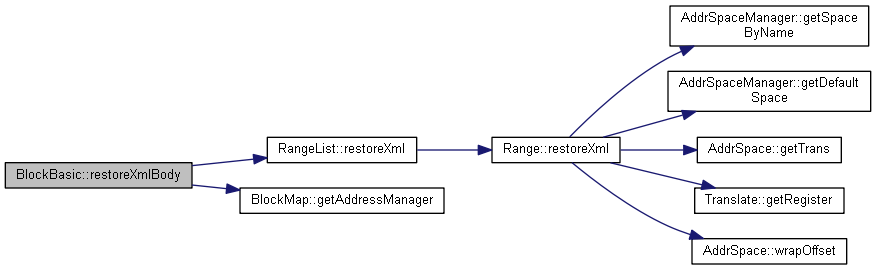 BlockBasic::restoreXmlBody
RangeList::restoreXml
BlockMap::getAddressManager
Range::restoreXml
AddrSpaceManager::getSpace
ByName
AddrSpaceManager::getDefault
Space
AddrSpace::getTrans
Translate::getRegister
AddrSpace::wrapOffset